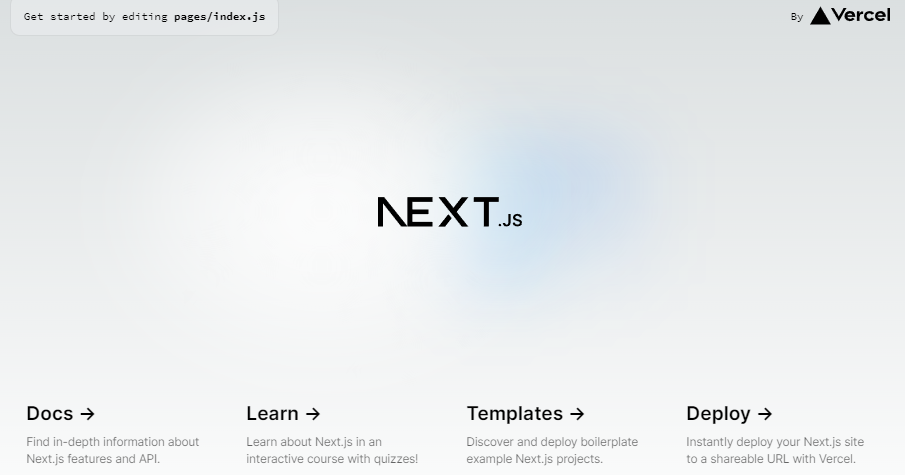 Get started by editing pages/index.js
By Vercel
NEXT.JS
Docs →
Find in-depth information about
Next.js features and API.
Learn →
Learn about Next.js in an
interactive course with quizzes!
Templates →
Discover and deploy boilerplate
example Next.js projects.
Deploy →
Instantly deploy your Next.js site
to a shareable URL with Vercel.